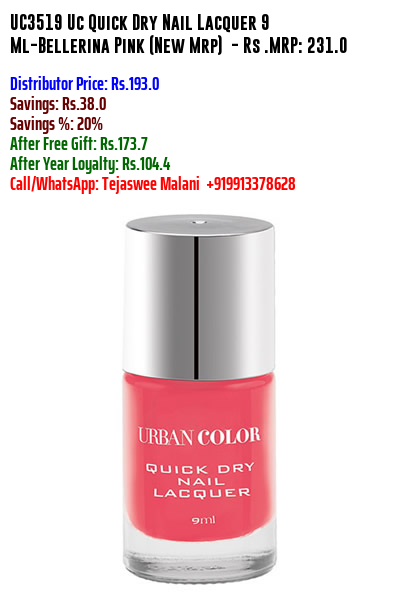 UC3519 Uc Quick Dry Nail Lacquer 9
Ml-Bellerina Pink (New Mrp) - Rs .MRP: 231.0
Distributor Price: Rs.193.0
Savings: Rs.38.0
Savings %: 20%
After Free Gift: Rs.173.7
After Year Loyalty: Rs.104.4
Call/WhatsApp: Tejaswee Malani +919913378628
URBAN COLOR
QUICK DRY
NAIL
LACQUER
9ml